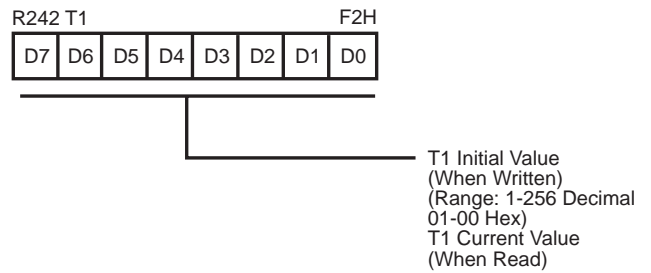 R242 T1 F2H
D7 D6 D5 D4 D3 D2 D1 D0
T1 Initial Value
(When Written)
(Range: 1-256 Decimal
01-00 Hex)
T1 Current Value
(When Read)